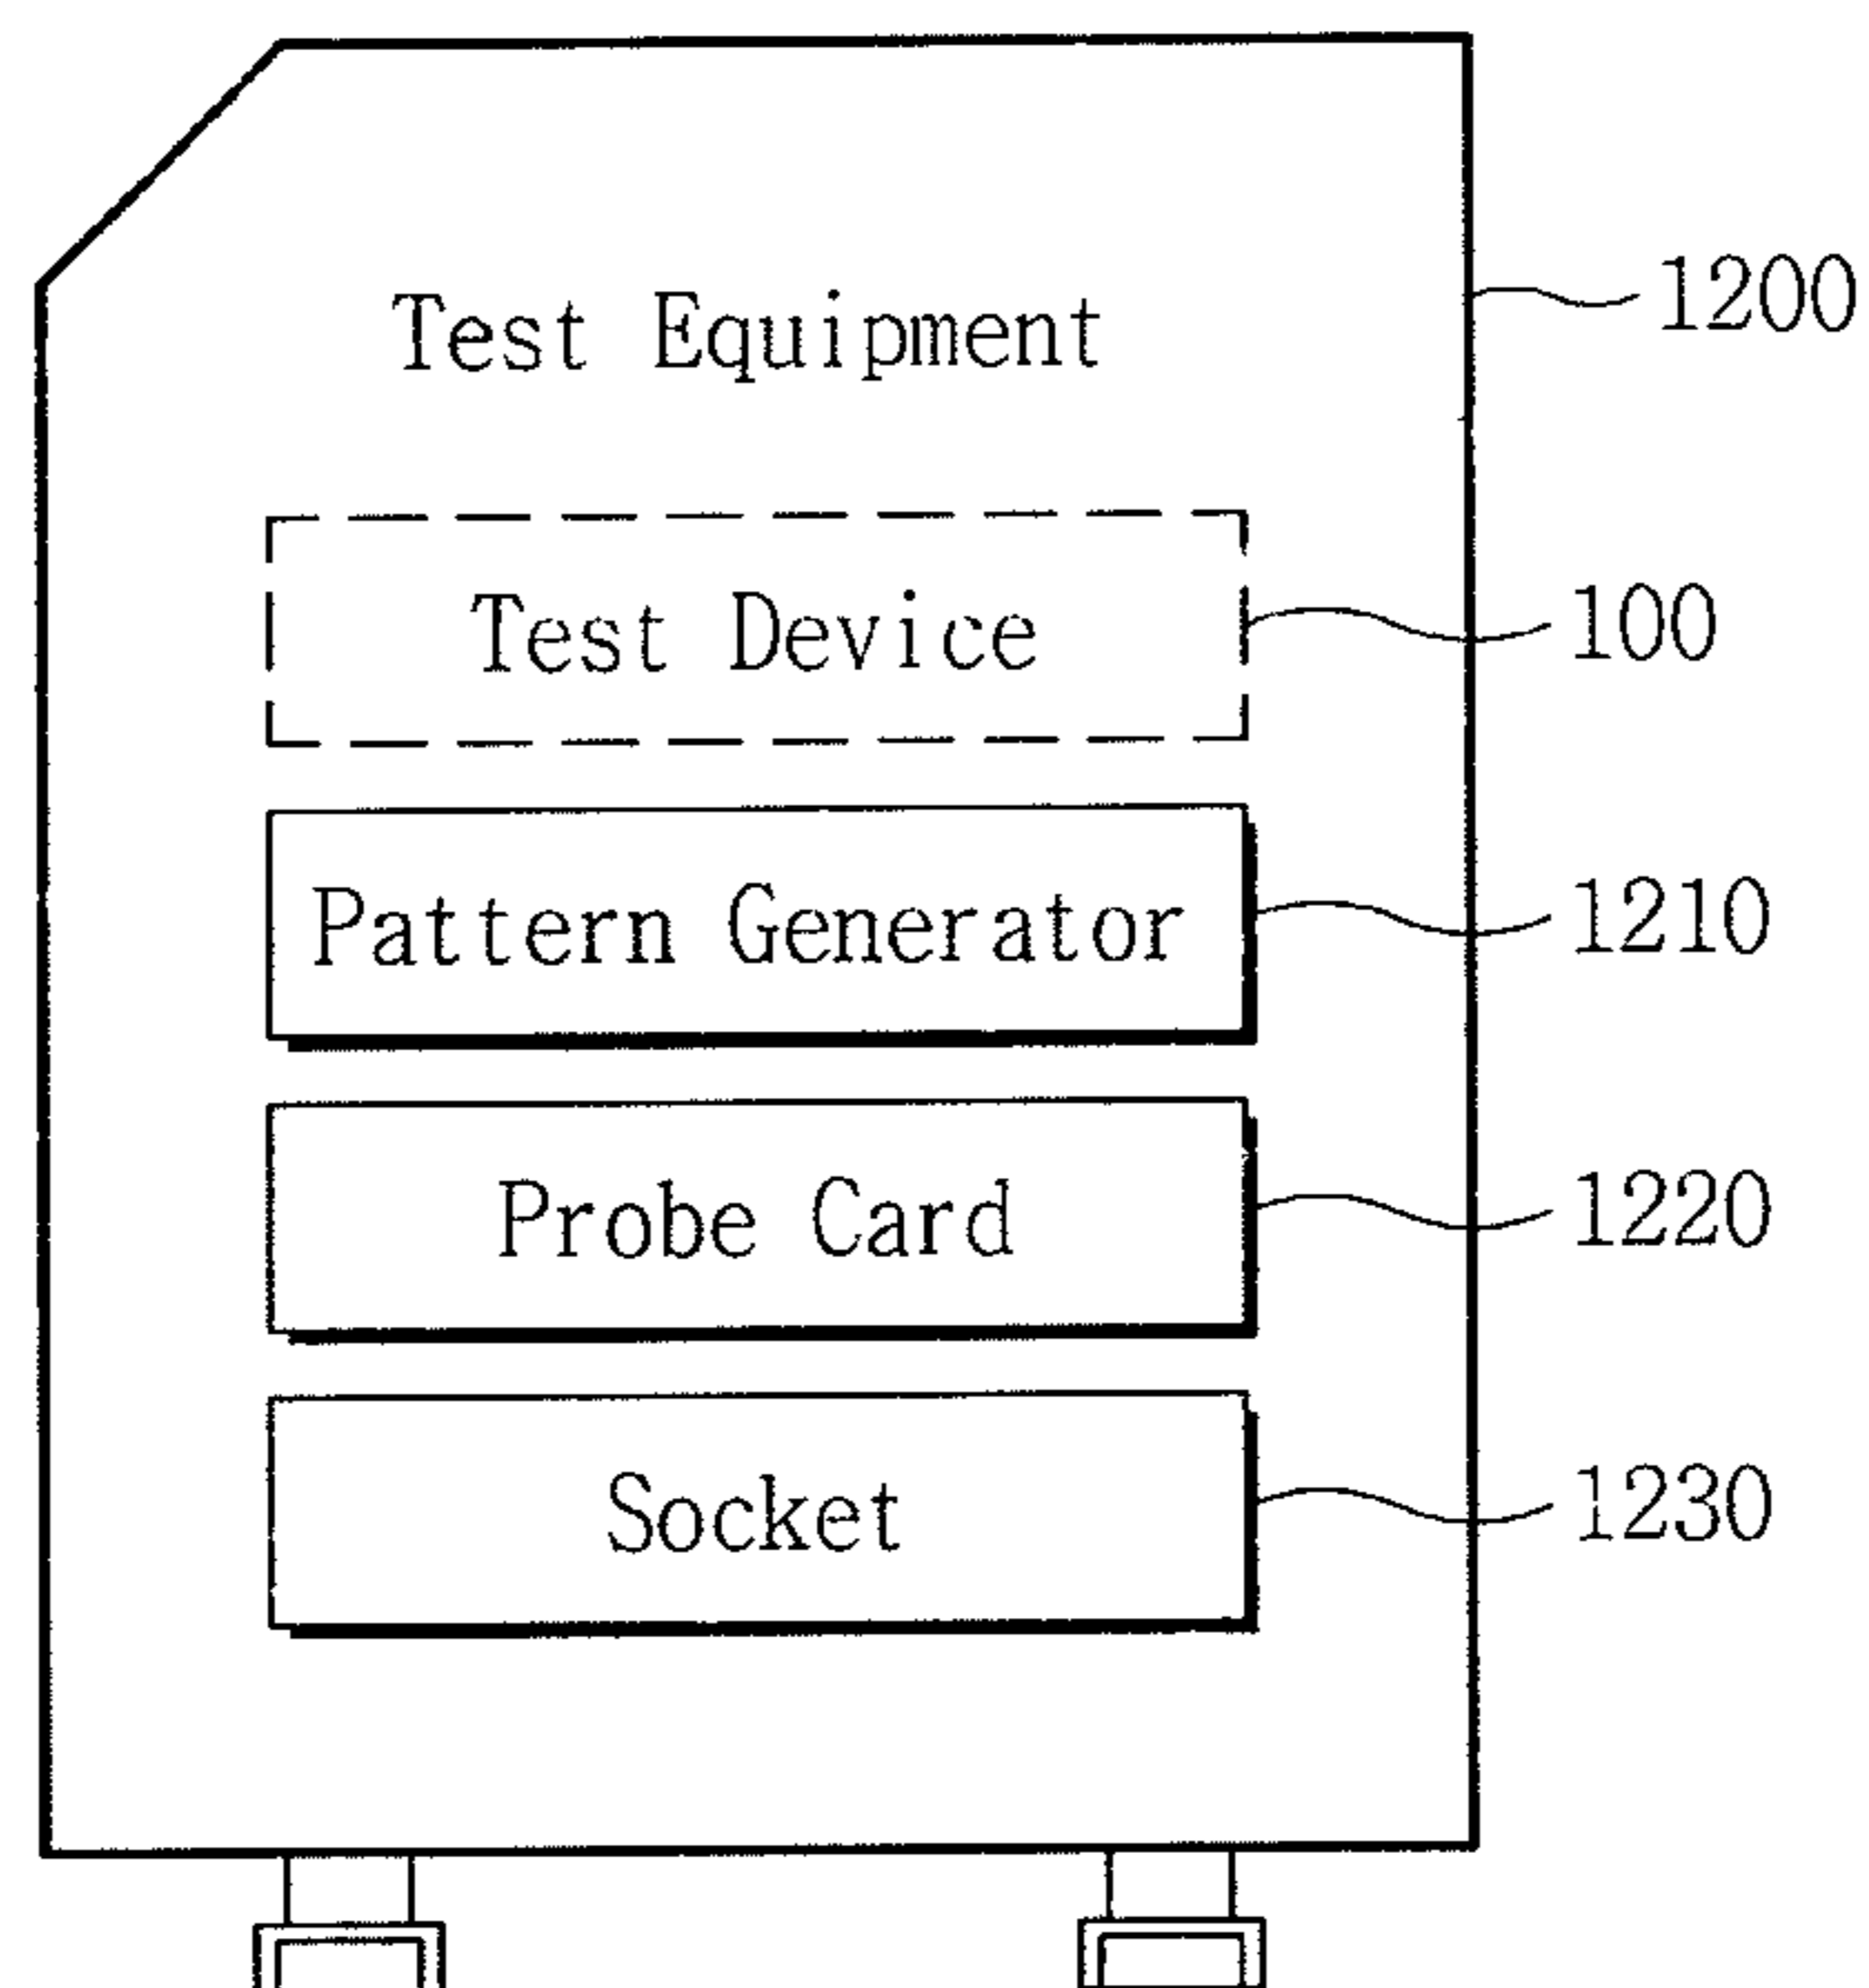 Test Equipment
1200
Test Device
100
Pattern Generator
1210
Probe Card
1220
Socket
1230